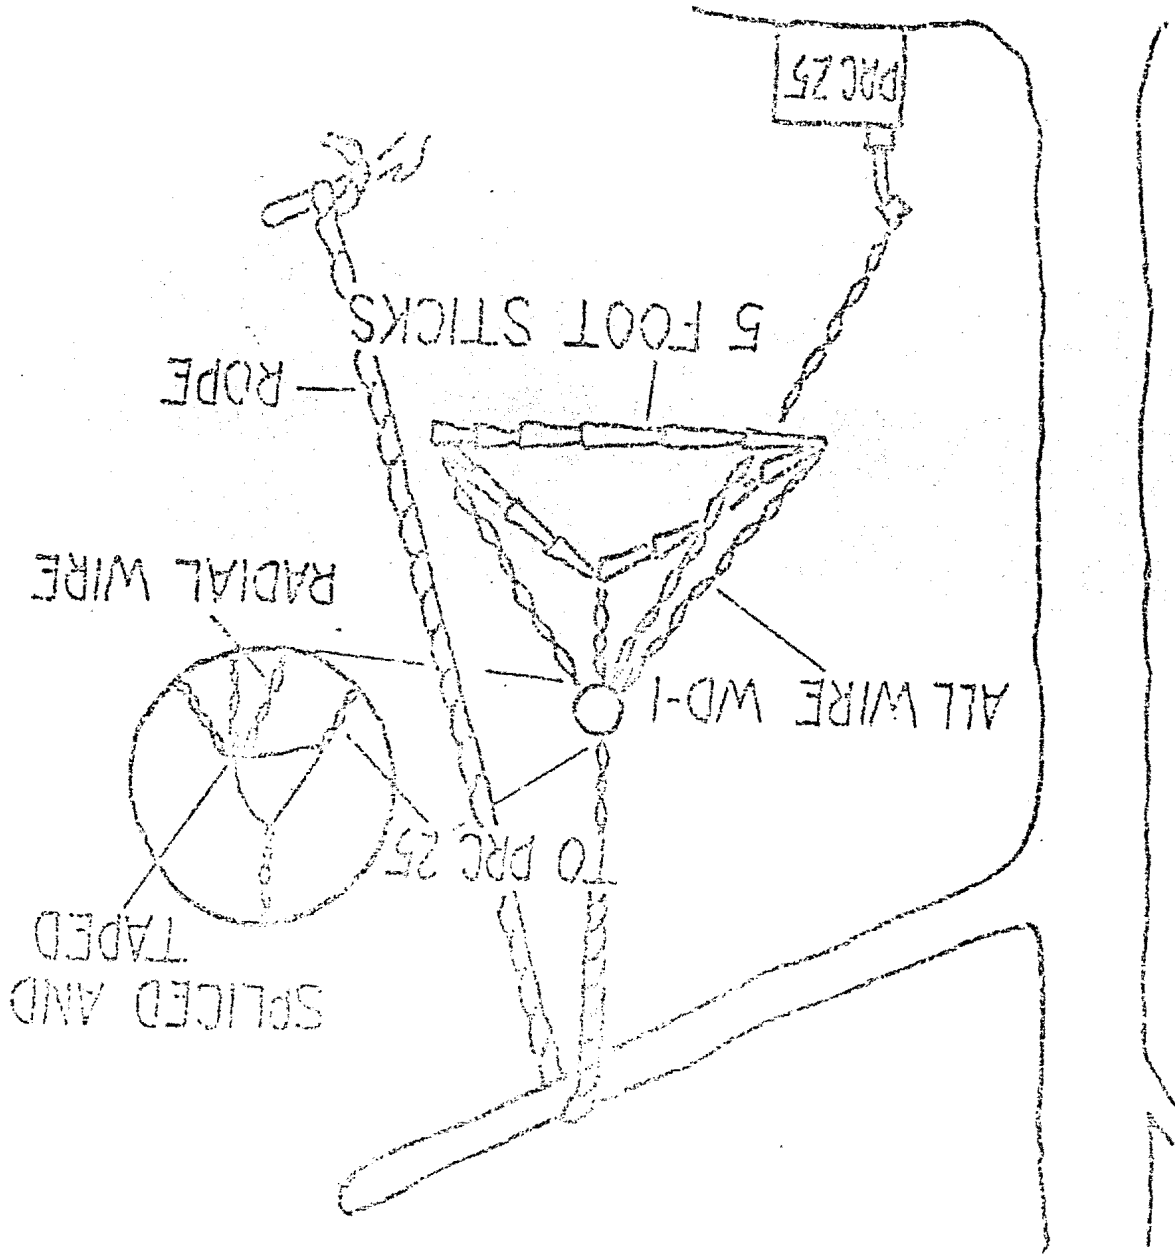 SPLICED AND
TAPED
TO PRC 25
ALL WIRE WD-1
RADIAL WIRE
ROPE
5 FOOT STICKS
PRC 25